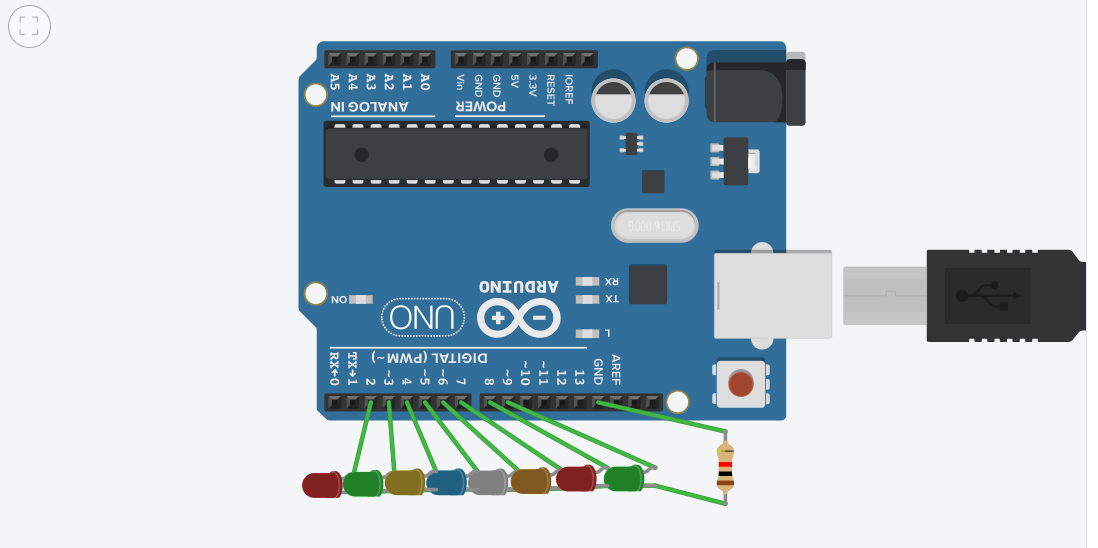 A5 A4 A3 A2 A1 A0
Vin GND GND 5V 3.3V RESET IOREF
ANALOG IN
POWER
SPK16.000G
ARDUINO
RX
TX
ON
UNO
L
DIGITAL (PWM ~)
RX←0 TX→1 2 ~3 4 ~5 ~6 7 8 ~9 ~10 ~11 12 13 GND AREF